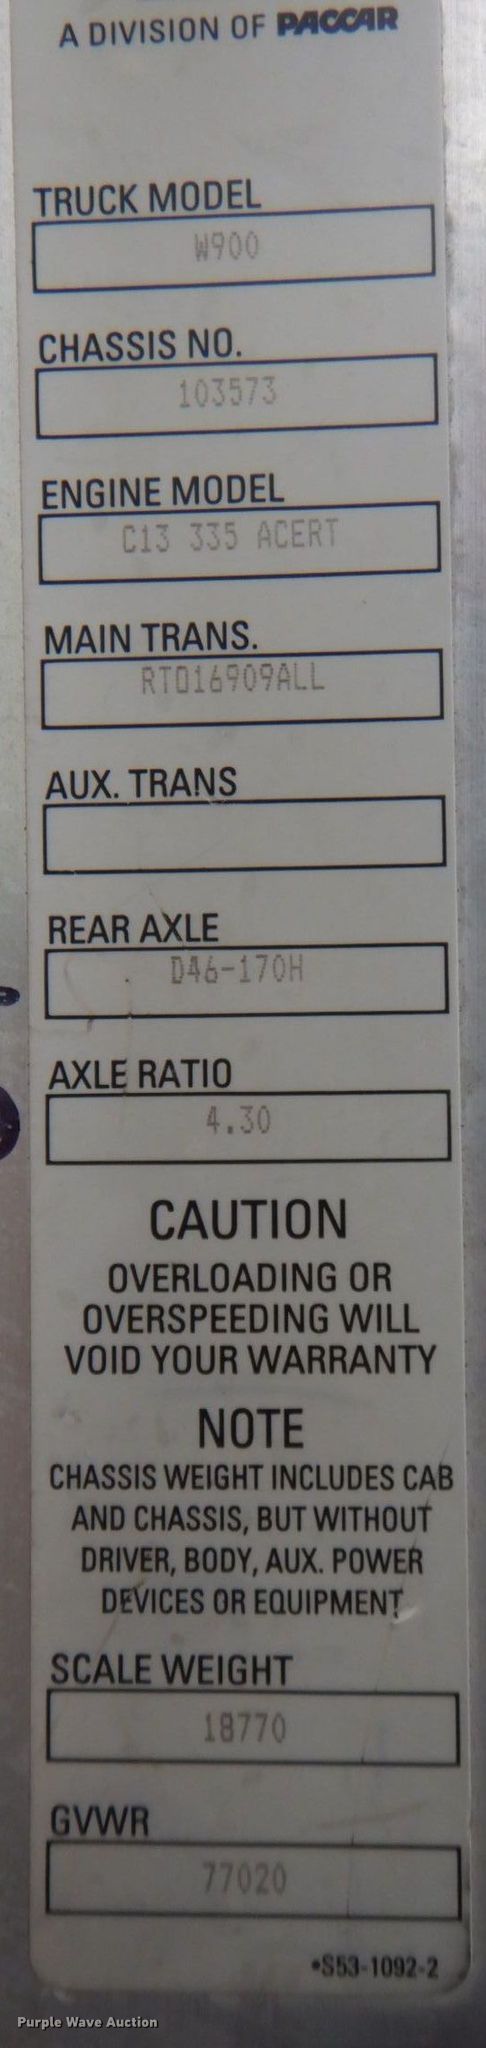 A DIVISION OF PACCAR
TRUCK MODEL
W900
CHASSIS NO.
103573
ENGINE MODEL
C13 335 ACERT
MAIN TRANS.
RTO16909ALL
AUX. TRANS
REAR AXLE
D46-170H
AXLE RATIO
4.30
CAUTION
OVERLOADING OR
OVERSPEEDING WILL
VOID YOUR WARRANTY
NOTE
CHASSIS WEIGHT INCLUDES CAB
AND CHASSIS, BUT WITHOUT
DRIVER, BODY, AUX. POWER
DEVICES OR EQUIPMENT
SCALE WEIGHT
18770
GVWR
77020
•S53-1092-2
Purple Wave Auction